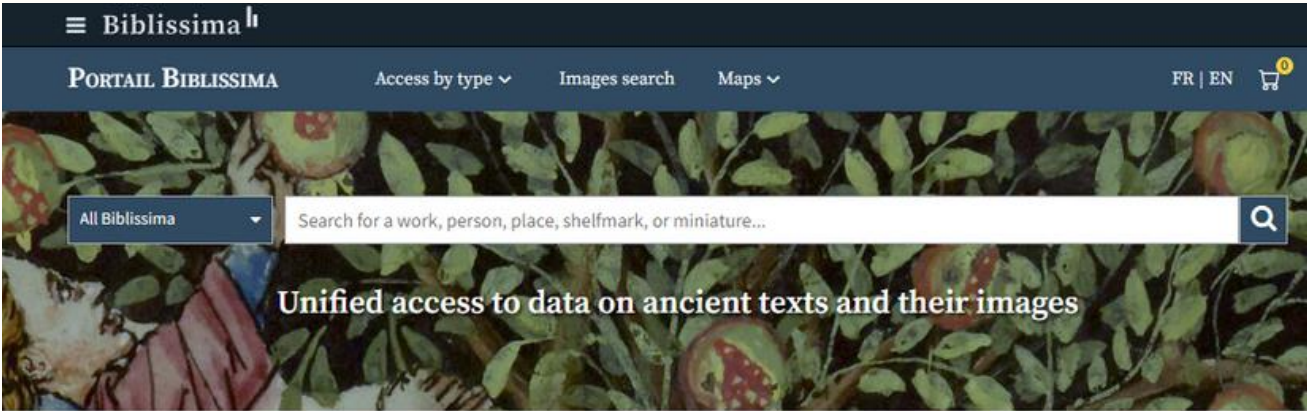 Biblissima
PORTAIL BIBLISSIMA Access by type Images search Maps FR | EN 0
All Biblissima Search for a work, person, place, shelfmark, or miniature...
Unified access to data on ancient texts and their images